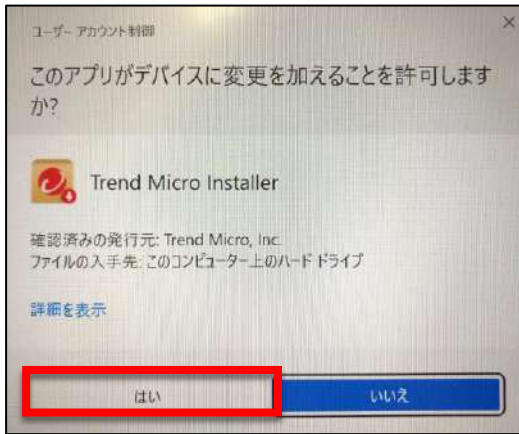 ユーザー アカウント制御
このアプリがデバイスに変更を加えることを許可します
か?
Trend Micro Installer
確認済みの発行元: Trend Micro, Inc.
ファイルの入手先: このコンピューター上のハード ドライブ
詳細を表示
はい
いいえ